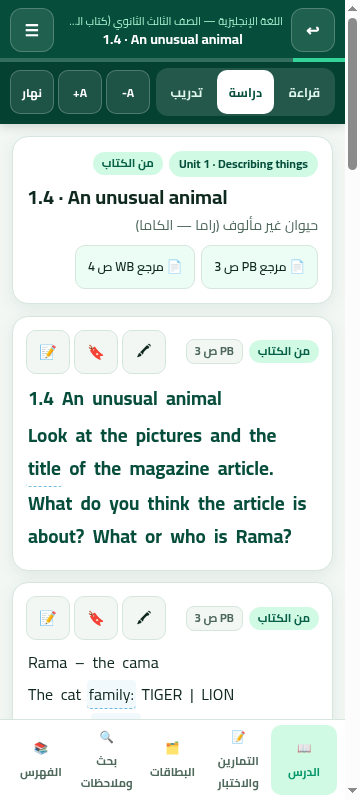 اللغة الإنجليزية — الصف الثالث الثانوي (كتاب الـ...
1.4 · An unusual animal
قراءة
دراسة
تدريب
A-
A+
نهار
Unit 1 · Describing things
من الكتاب
1.4 · An unusual animal
حيوان غير مألوف (راما — الكاما)
📄 مرجع PB ص 3
📄 مرجع WB ص 4
من الكتاب
PB ص 3
1.4 An unusual animal
Look at the pictures and the
title of the magazine article.
What do you think the article is
about? What or who is Rama?
من الكتاب
PB ص 3
Rama – the cama
The cat family: TIGER | LION
الدرس
التمارين والاختبار
البطاقات
بحث وملاحظات
الفهرس